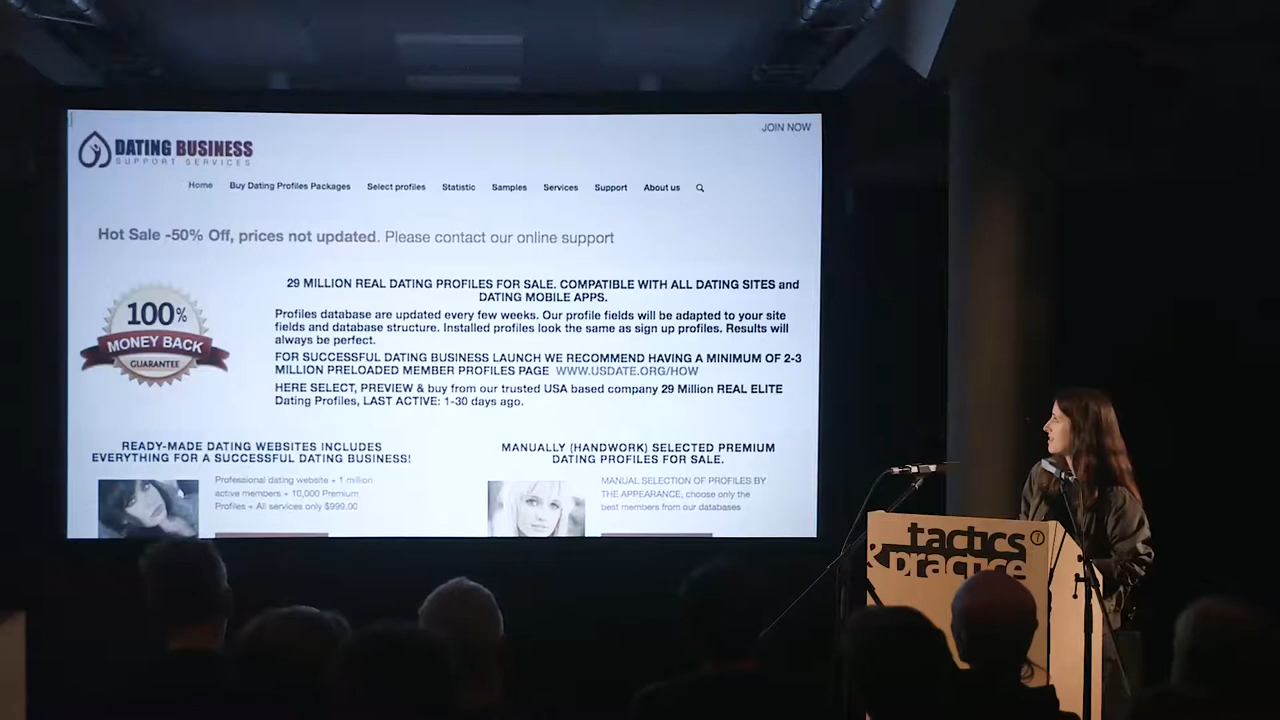 JOIN NOW
DATING BUSINESS
SUPPORT SERVICES
Home Buy Dating Profiles Packages Select profiles Statistic Samples Services Support About us
Hot Sale -50% Off, prices not updated. Please contact our online support
29 MILLION REAL DATING PROFILES FOR SALE. COMPATIBLE WITH ALL DATING SITES and
DATING MOBILE APPS.
Profiles database are updated every few weeks. Our profile fields will be adapted to your site
fields and database structure. Installed profiles look the same as sign up profiles. Results will
always be perfect.
100%
MONEY BACK
GUARANTEE
FOR SUCCESSFUL DATING BUSINESS LAUNCH WE RECOMMEND HAVING A MINIMUM OF 2-3
MILLION PRELOADED MEMBER PROFILES PAGE WWW.USDATE.ORG/HOW
HERE SELECT, PREVIEW & buy from our trusted USA based company 29 Million REAL ELITE
Dating Profiles, LAST ACTIVE: 1-30 days ago.
READY-MADE DATING WEBSITES INCLUDES
EVERYTHING FOR A SUCCESSFUL DATING BUSINESS!
Professional dating website + 1 million
active members + 10,000 Premium
Profiles + All services only $999,00
MANUALLY (HANDWORK) SELECTED PREMIUM
DATING PROFILES FOR SALE.
MANUAL SELECTION OF PROFILES BY
THE APPEARANCE, choose only the
best members from our databases
tactics
& practice